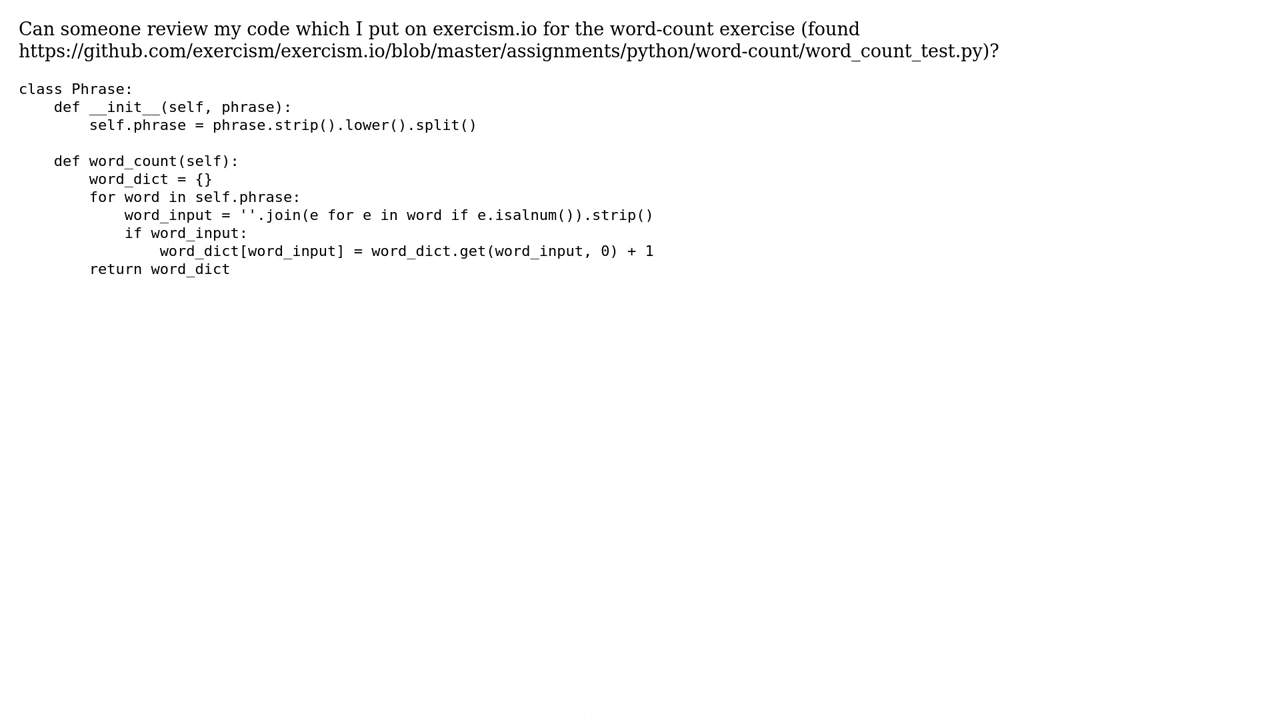 Can someone review my code which I put on exercism.io for the word-count exercise (found
https://github.com/exercism/exercism.io/blob/master/assignments/python/word-count/word_count_test.py)?
class Phrase:
    def __init__(self, phrase):
        self.phrase = phrase.strip().lower().split()

    def word_count(self):
        word_dict = {}
        for word in self.phrase:
            word_input = ''.join(e for e in word if e.isalnum()).strip()
            if word_input:
                word_dict[word_input] = word_dict.get(word_input, 0) + 1
        return word_dict